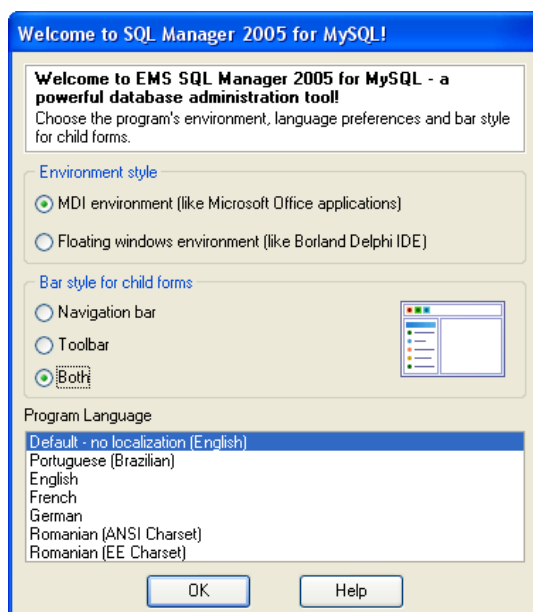 Welcome to SQL Manager 2005 for MySQL!
Welcome to EMS SQL Manager 2005 for MySQL - a
powerful database administration tool!
Choose the program's environment, language preferences and bar style
for child forms.
Environment style
MDI environment (like Microsoft Office applications)
Floating windows environment (like Borland Delphi IDE)
Bar style for child forms
Navigation bar
Toolbar
Both
Program Language
Default - no localization (English)
Portuguese (Brazilian)
English
French
German
Romanian (ANSI Charset)
Romanian (EE Charset)
OK
Help